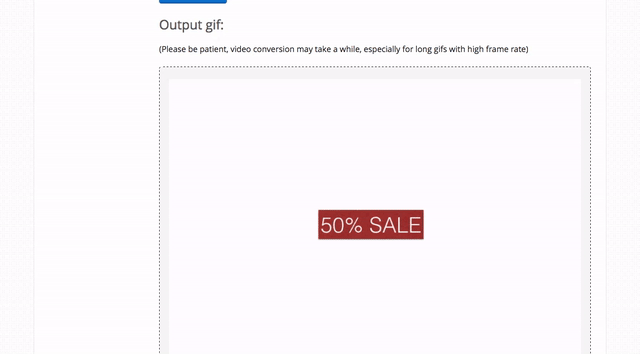 Output gif:
(Please be patient, video conversion may take a while, especially for long gifs with high frame rate)
50% SALE